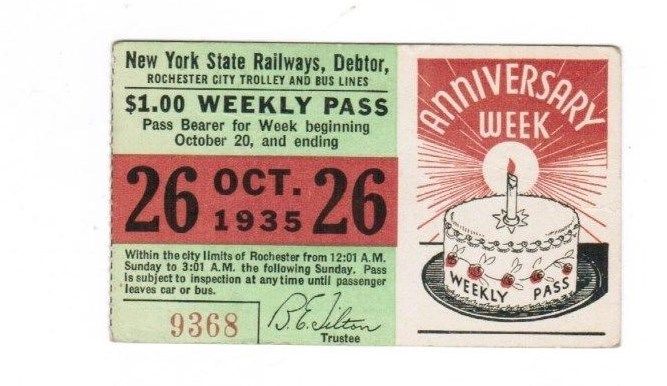 New York State Railways, Debtor,
ROCHESTER CITY TROLLEY AND BUS LINES
$1.00 WEEKLY PASS
Pass Bearer for Week beginning
October 20, and ending
26 OCT. 1935 26
Within the city limits of Rochester from 12:01 A.M.
Sunday to 3:01 A.M. the following Sunday. Pass
is subject to inspection at any time until passenger
leaves car or bus.
9368
B.E. Tilton
Trustee
ANNIVERSARY
WEEK
WEEKLY PASS